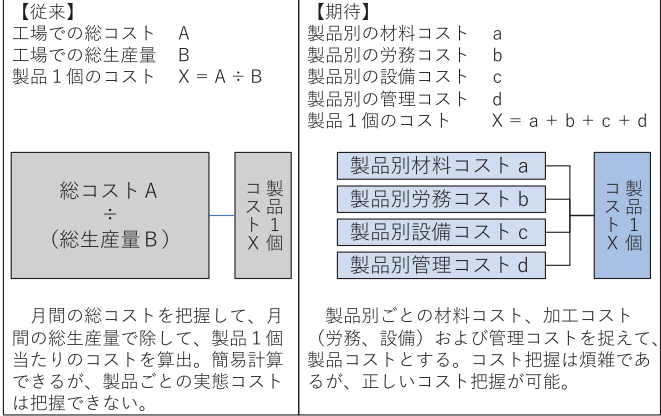 【従来】
工場での総コスト A
工場での総生産量 B
製品1個のコスト X = A ÷ B
総コストA
÷
（総生産量B）
製品1個
コストX
月間の総コストを把握して、月
間の総生産量で除して、製品1個
当たりのコストを算出。簡易計算
できるが、製品ごとの実態コスト
は把握できない。
【期待】
製品別の材料コスト a
製品別の労務コスト b
製品別の設備コスト c
製品別の管理コスト d
製品1個のコスト X = a + b + c + d
製品別材料コスト a
製品別労務コスト b
製品別設備コスト c
製品別管理コスト d
製品1個
コストX
製品別ごとの材料コスト、加工コスト
（労務、設備）および管理コストを捉えて、
製品コストとする。コスト把握は煩雑であ
るが、正しいコスト把握が可能。